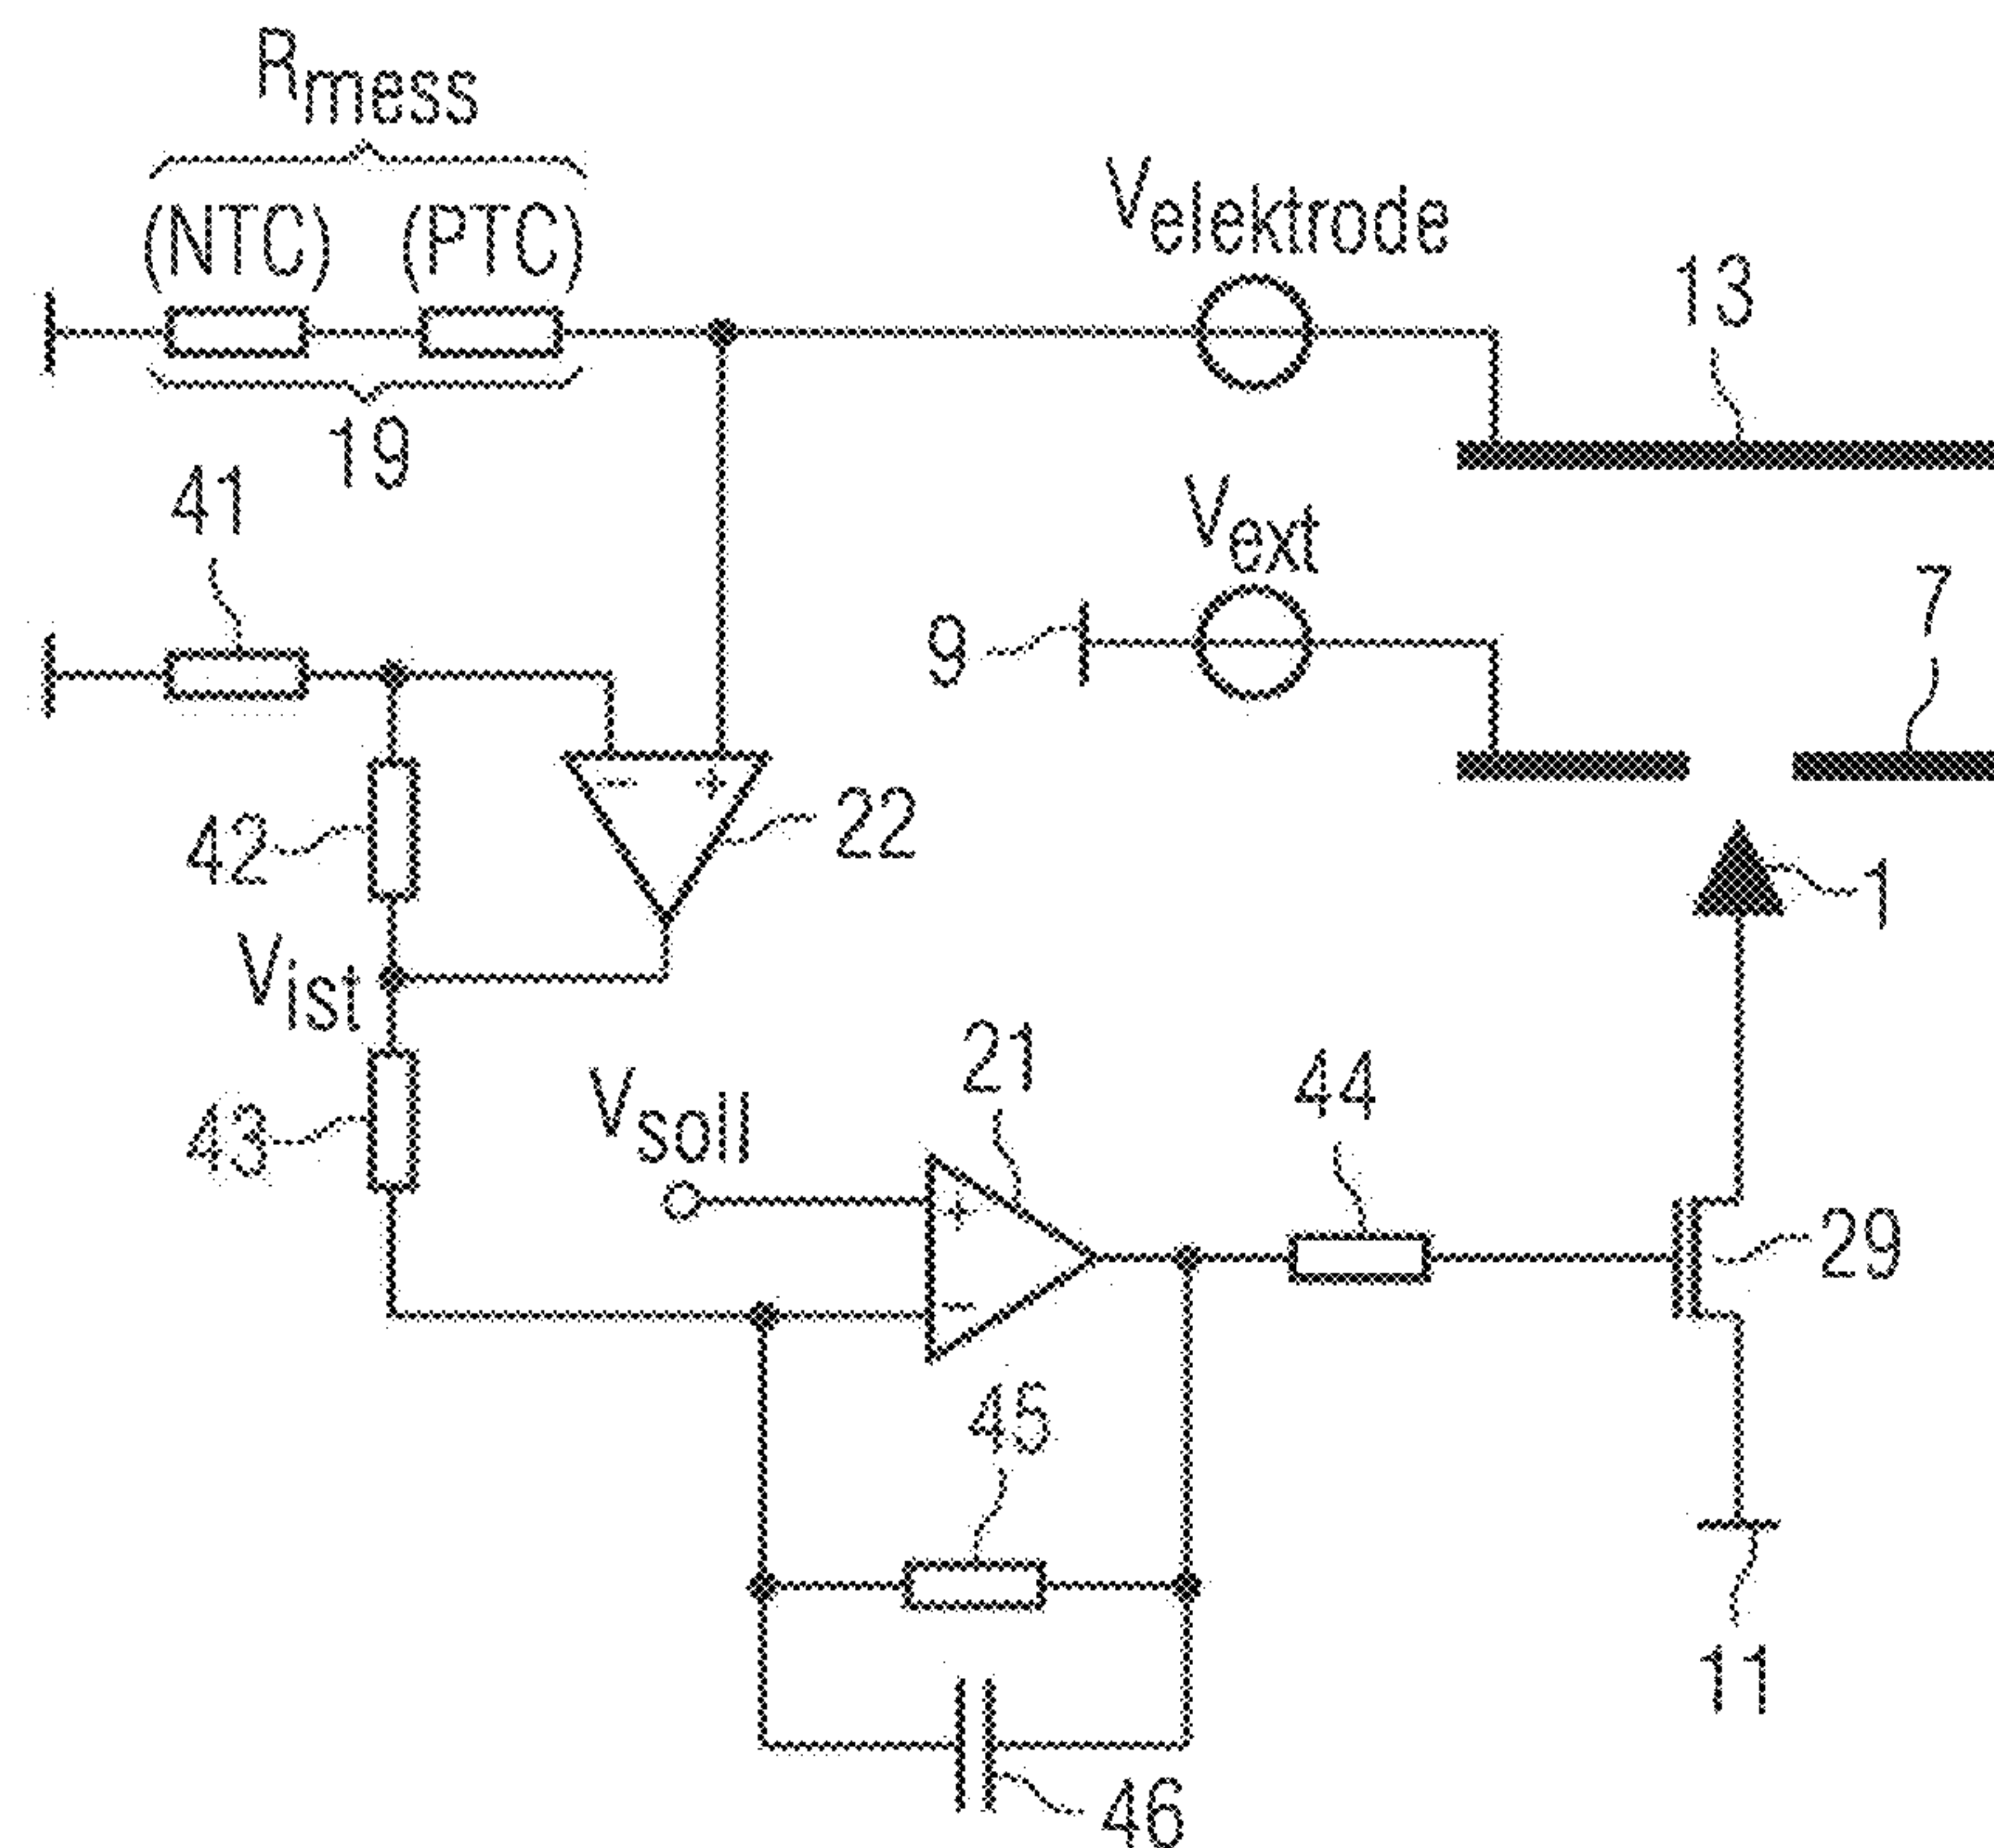 Rmess
(NTC) (PTC)
Velektrode
13
19
41
Vext
9
7
42
22
1
Vist
43
Vsoll
21
44
29
45
11
46